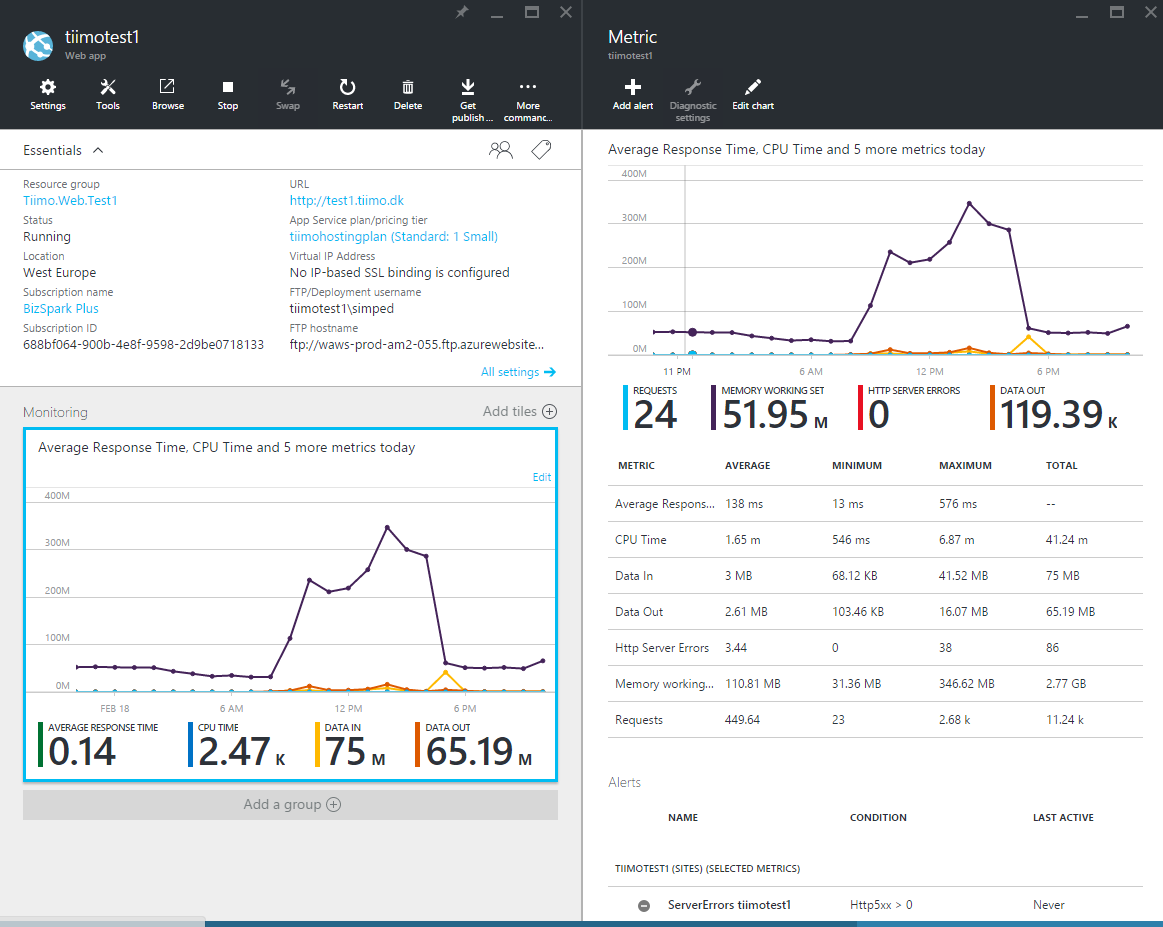 tiimotest1
Web app
Settings
Tools
Browse
Stop
Swap
Restart
Delete
Get publish ...
More commanc...
Essentials
Resource group
Tiimo.Web.Test1
Status
Running
Location
West Europe
Subscription name
BizSpark Plus
Subscription ID
688bf064-900b-4e8f-9598-2d9be0718133
URL
http://test1.tiimo.dk
App Service plan/pricing tier
tiimohostingplan (Standard: 1 Small)
Virtual IP Address
No IP-based SSL binding is configured
FTP/Deployment username
tiimotest1\simped
FTP hostname
ftp://waws-prod-am2-055.ftp.azurewebsite...
All settings
Monitoring
Add tiles
Average Response Time, CPU Time and 5 more metrics today
Edit
400M
300M
200M
100M
0M
FEB 18 6 AM 12 PM 6 PM
AVERAGE RESPONSE TIME
0.14
CPU TIME
2.47 K
DATA IN
75 M
DATA OUT
65.19 M
Add a group
Metric
tiimotest1
Add alert
Diagnostic settings
Edit chart
Average Response Time, CPU Time and 5 more metrics today
400M
300M
200M
100M
0M
11 PM 6 AM 12 PM 6 PM
REQUESTS
24
MEMORY WORKING SET
51.95 M
HTTP SERVER ERRORS
0
DATA OUT
119.39 K
METRIC AVERAGE MINIMUM MAXIMUM TOTAL
Average Respons... 138 ms 13 ms 576 ms --
CPU Time 1.65 m 546 ms 6.87 m 41.24 m
Data In 3 MB 68.12 KB 41.52 MB 75 MB
Data Out 2.61 MB 103.46 KB 16.07 MB 65.19 MB
Http Server Errors 3.44 0 38 86
Memory working... 110.81 MB 31.36 MB 346.62 MB 2.77 GB
Requests 449.64 23 2.68 k 11.24 k
Alerts
NAME CONDITION LAST ACTIVE
TIIMOTEST1 (SITES) (SELECTED METRICS)
ServerErrors tiimotest1 Http5xx > 0 Never